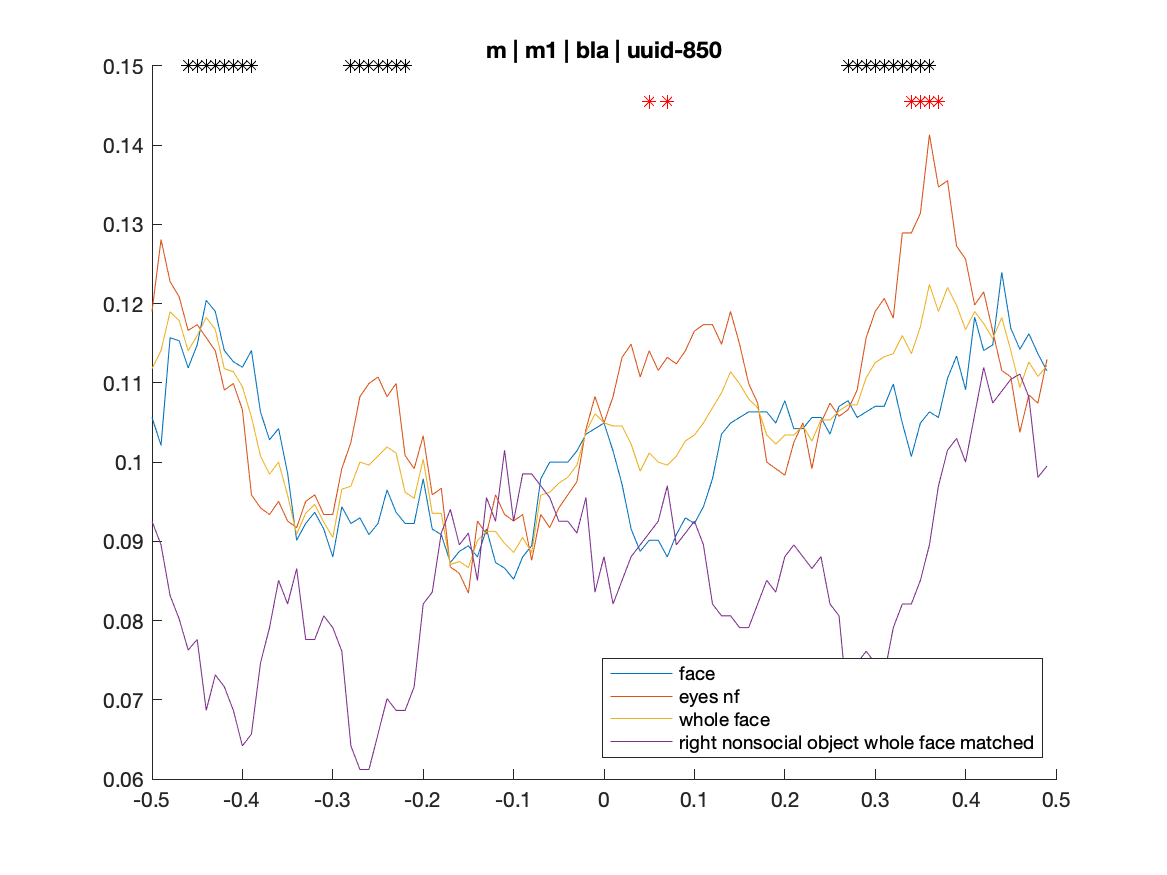 m | m1 | bla | uuid-850
0.15
0.14
0.13
0.12
0.11
0.1
0.09
0.08
0.07
0.06
-0.5 -0.4 -0.3 -0.2 -0.1 0 0.1 0.2 0.3 0.4 0.5
face
eyes nf
whole face
right nonsocial object whole face matched